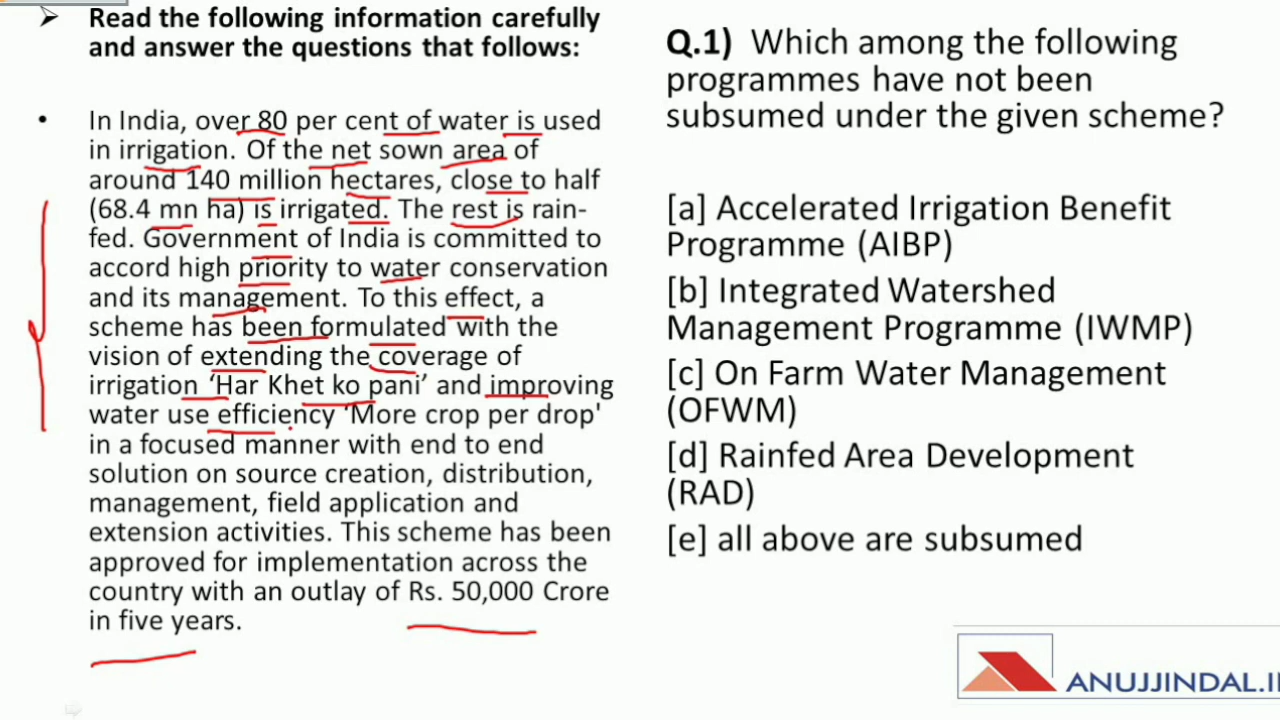 ➢ Read the following information carefully
and answer the questions that follows:
• In India, over 80 per cent of water is used
in irrigation. Of the net sown area of
around 140 million hectares, close to half
(68.4 mn ha) is irrigated. The rest is rain-
fed. Government of India is committed to
accord high priority to water conservation
and its management. To this effect, a
scheme has been formulated with the
vision of extending the coverage of
irrigation ‘Har Khet ko pani’ and improving
water use efficiency ‘More crop per drop'
in a focused manner with end to end
solution on source creation, distribution,
management, field application and
extension activities. This scheme has been
approved for implementation across the
country with an outlay of Rs. 50,000 Crore
in five years.
Q.1) Which among the following
programmes have not been
subsumed under the given scheme?
[a] Accelerated Irrigation Benefit
Programme (AIBP)
[b] Integrated Watershed
Management Programme (IWMP)
[c] On Farm Water Management
(OFWM)
[d] Rainfed Area Development
(RAD)
[e] all above are subsumed
ANUJJINDAL.I